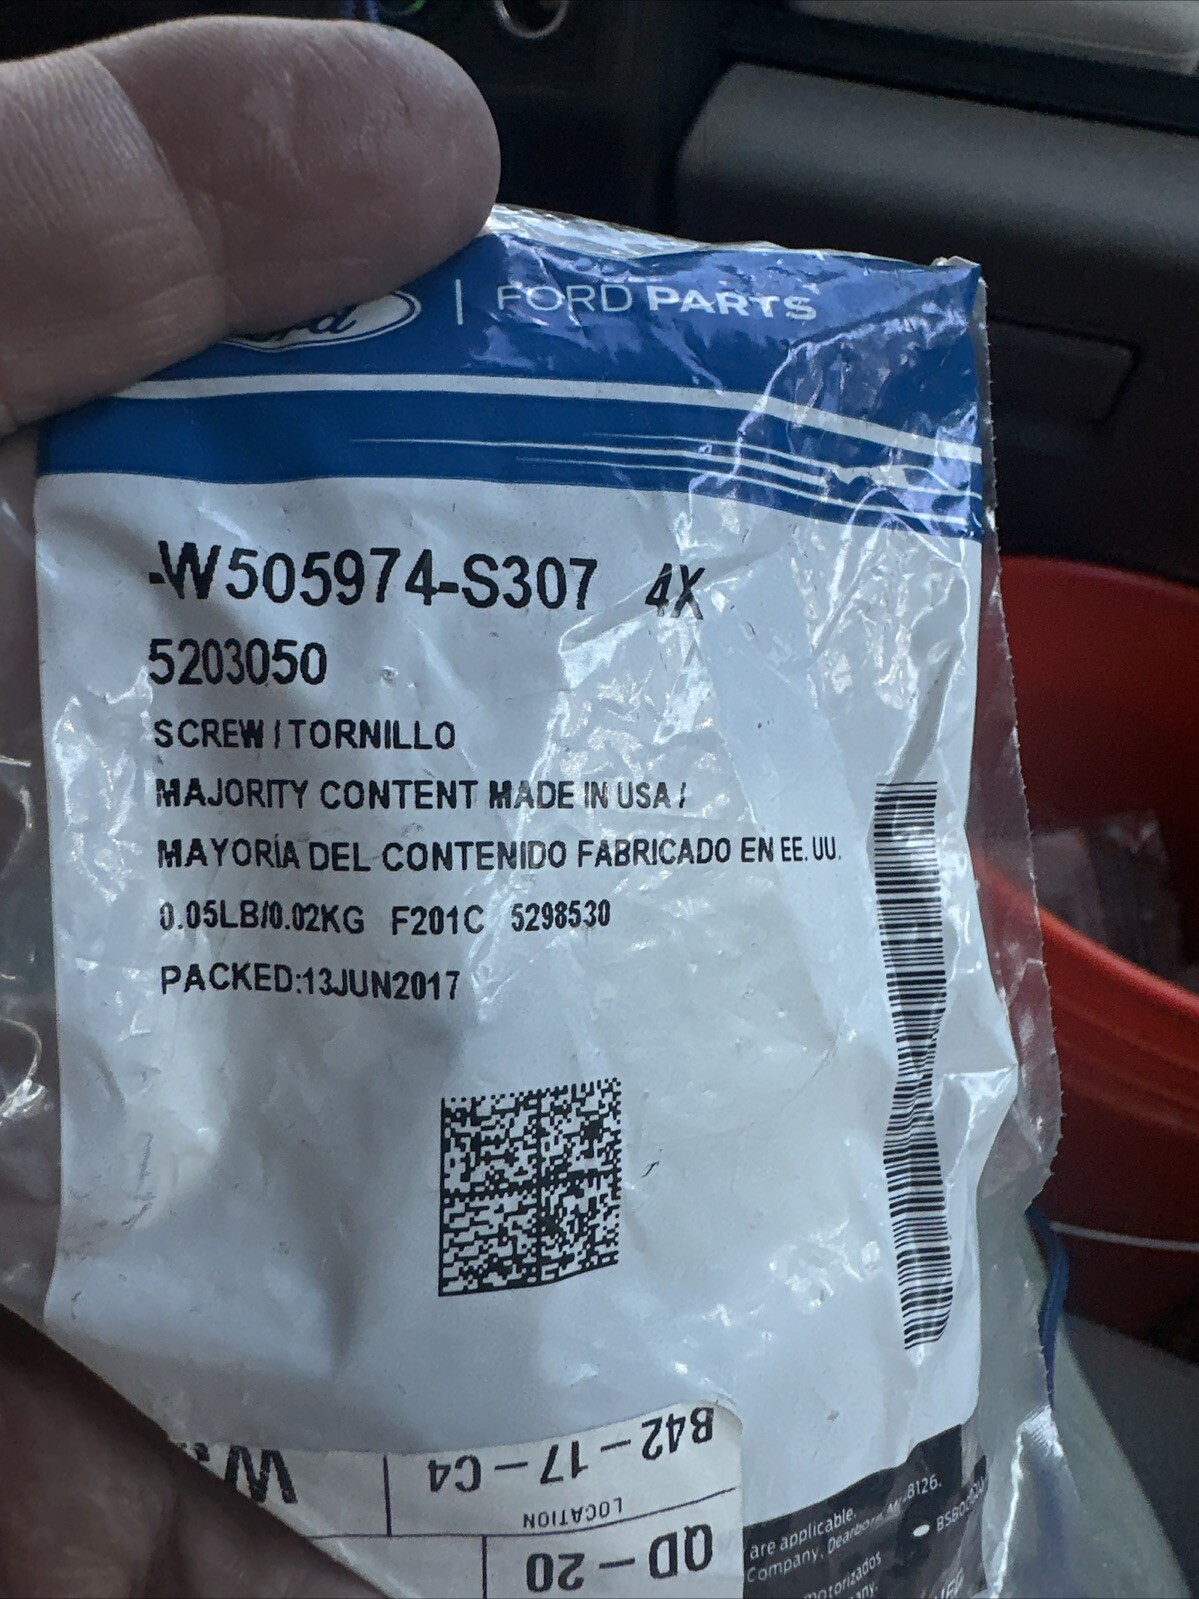 FORD PARTS
-W505974-S307 4X
5203050
SCREW / TORNILLO
MAJORITY CONTENT MADE IN USA /
MAYORÍA DEL CONTENIDO FABRICADO EN EE. UU.
0.05LB/0.02KG F201C 5298530
PACKED:13JUN2017
B42-17-C4
LOCATION
QD-20
are applicable.
Company, Dearborn, MI